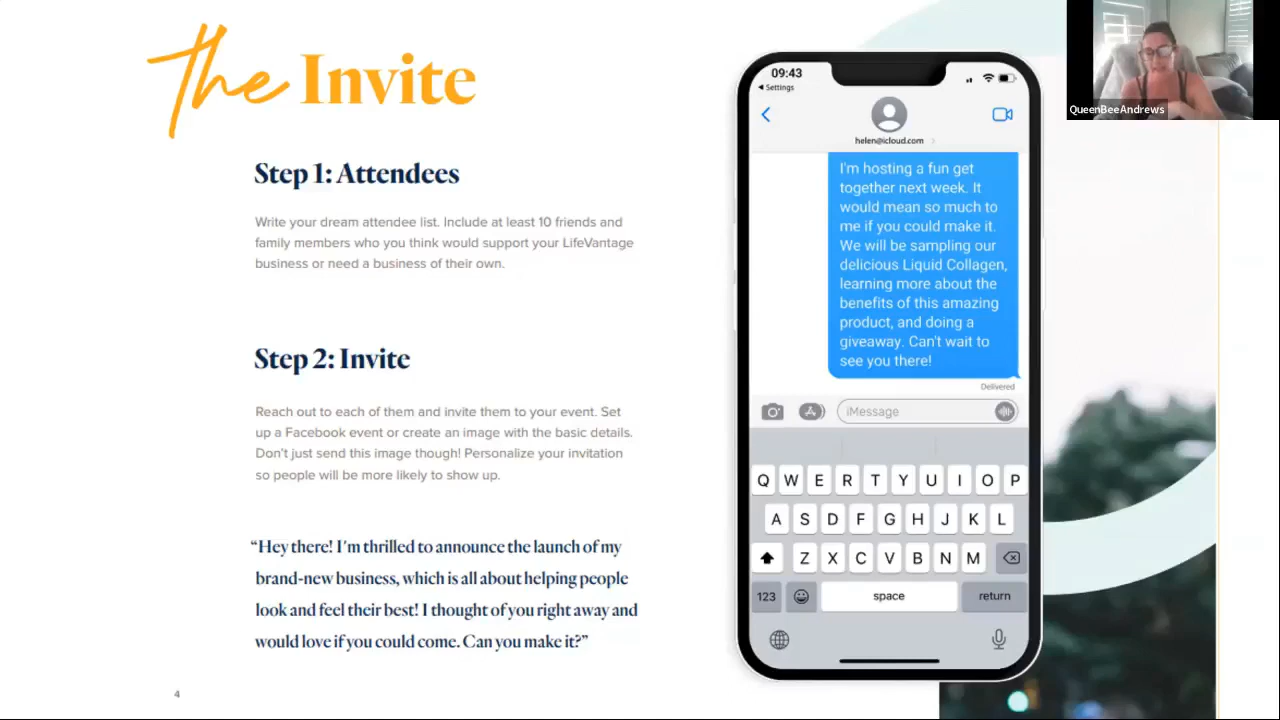 the Invite
Step 1: Attendees
Write your dream attendee list. Include at least 10 friends and
family members who you think would support your LifeVantage
business or need a business of their own.
Step 2: Invite
Reach out to each of them and invite them to your event. Set
up a Facebook event or create an image with the basic details.
Don't just send this image though! Personalize your invitation
so people will be more likely to show up.
“Hey there! I'm thrilled to announce the launch of my
brand-new business, which is all about helping people
look and feel their best! I thought of you right away and
would love if you could come. Can you make it?”
4
09:43
Settings
helen@icloud.com
I'm hosting a fun get
together next week. It
would mean so much to
me if you could make it.
We will be sampling our
delicious Liquid Collagen,
learning more about the
benefits of this amazing
product, and doing a
giveaway. Can't wait to
see you there!
Delivered
iMessage
Q W E R T Y U I O P
A S D F G H J K L
Z X C V B N M
123 space return
QueenBeeAndrews